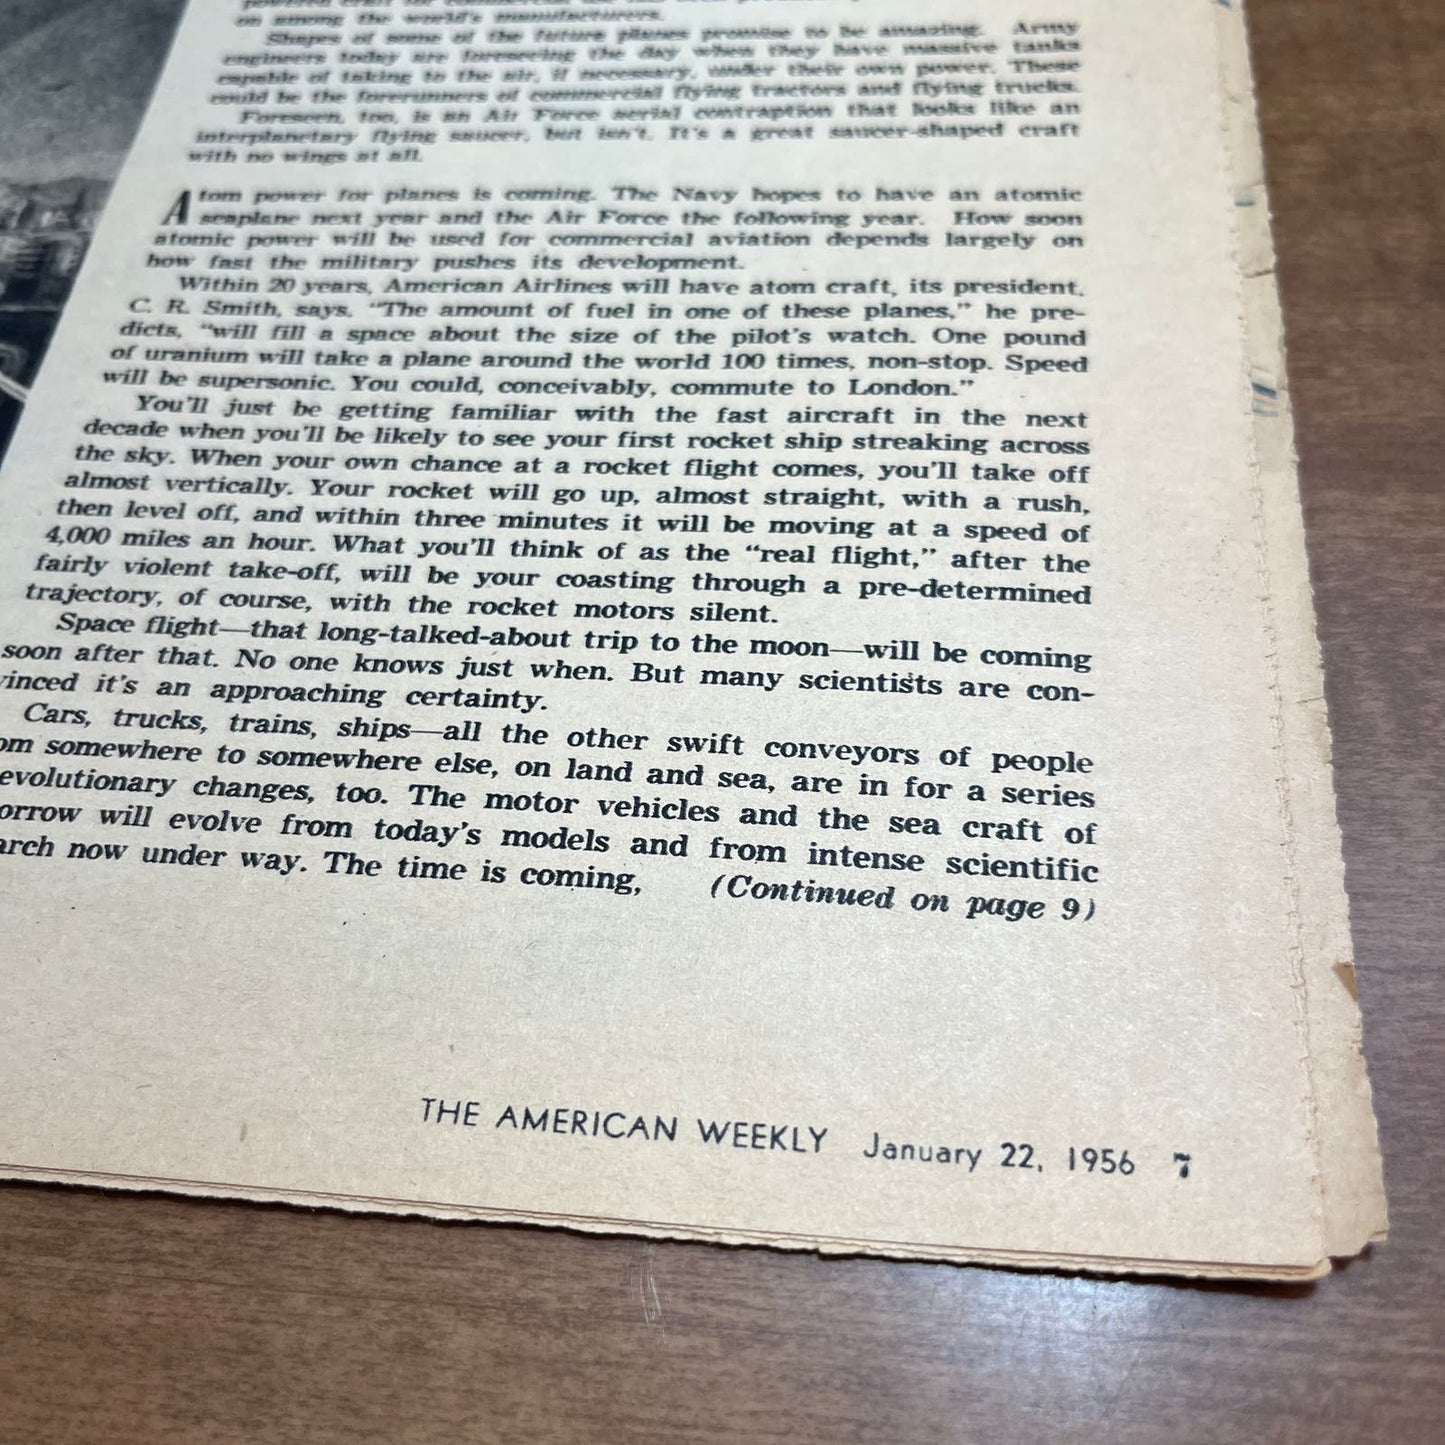 on among the world's manufacturers.
Shapes of some of the future planes promise to be amazing. Army
engineers today are foreseeing the day when they have massive tanks
capable of taking to the air, if necessary, under their own power. These
could be the forerunners of commercial flying tractors and flying trucks.
Foreseen, too, is an Air Force aerial contraption that looks like an
interplanetary flying saucer, but isn't. It's a great saucer-shaped craft
with no wings at all.
Atom power for planes is coming. The Navy hopes to have an atomic
seaplane next year and the Air Force the following year. How soon
atomic power will be used for commercial aviation depends largely on
how fast the military pushes its development.
Within 20 years, American Airlines will have atom craft, its president,
C. R. Smith, says. "The amount of fuel in one of these planes," he pre-
dicts, "will fill a space about the size of the pilot's watch. One pound
of uranium will take a plane around the world 100 times, non-stop. Speed
will be supersonic. You could, conceivably, commute to London."
You'll just be getting familiar with the fast aircraft in the next
decade when you'll be likely to see your first rocket ship streaking across
the sky. When your own chance at a rocket flight comes, you'll take off
almost vertically. Your rocket will go up, almost straight, with a rush,
then level off, and within three minutes it will be moving at a speed of
4,000 miles an hour. What you'll think of as the "real flight," after the
fairly violent take-off, will be your coasting through a pre-determined
trajectory, of course, with the rocket motors silent.
Space flight—that long-talked-about trip to the moon—will be coming
soon after that. No one knows just when. But many scientists are con-
vinced it's an approaching certainty.
Cars, trucks, trains, ships—all the other swift conveyors of people
om somewhere to somewhere else, on land and sea, are in for a series
evolutionary changes, too. The motor vehicles and the sea craft of
orrow will evolve from today's models and from intense scientific
arch now under way. The time is coming, (Continued on page 9)
THE AMERICAN WEEKLY January 22, 1956 7